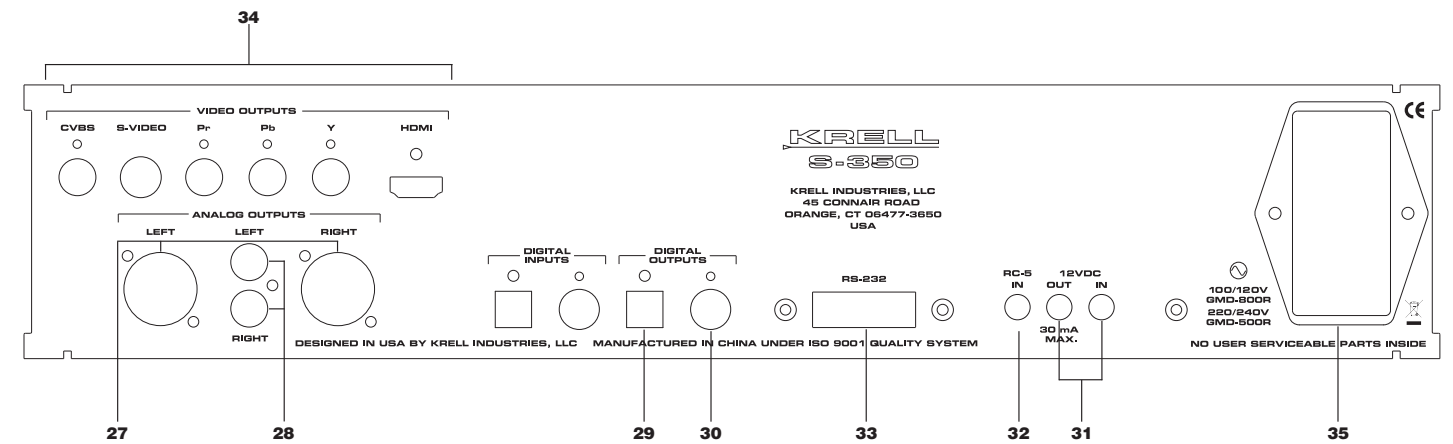 34
VIDEO OUTPUTS
CVBS S-VIDEO Pr Pb Y HDMI
ANALOG OUTPUTS
LEFT LEFT RIGHT
RIGHT
DIGITAL
INPUTS
DIGITAL
OUTPUTS
KRELL
S-350
KRELL INDUSTRIES, LLC
45 CONNAIR ROAD
ORANGE, CT 06477-3650
USA
RS-232
RC-5
IN
12VDC
OUT IN
30 mA
MAX.
CE
100/120V
GMD-800R
220/240V
GMD-500R
DESIGNED IN USA BY KRELL INDUSTRIES, LLC MANUFACTURED IN CHINA UNDER ISO 9001 QUALITY SYSTEM
NO USER SERVICEABLE PARTS INSIDE
27 28 29 30 33 32 31 35